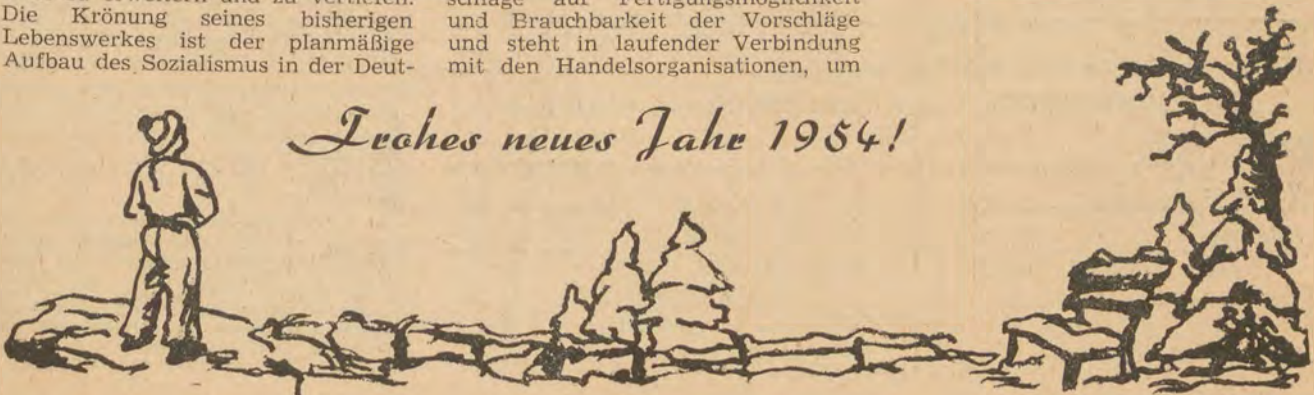 Die Krönung seines bisherigen
Lebenswerkes ist der planmäßige
Aufbau des Sozialismus in der Deut-
und Brauchbarkeit der Vorschläge
und steht in laufender Verbindung
mit den Handelsorganisationen, um
Frohes neues Jahr 1954!